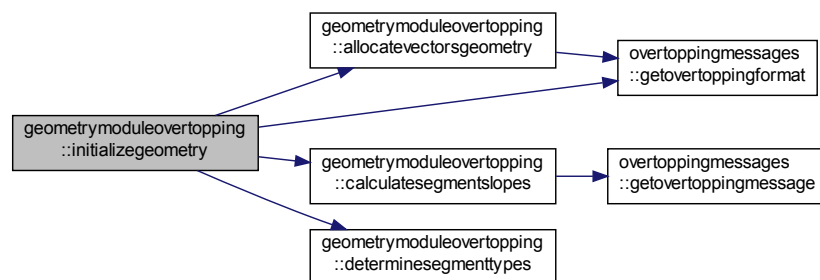 geometrymoduleovertopping
::allocatevectorsgeometry
overtoppingmessages
::getovertoppingformat
geometrymoduleovertopping
::initializegeometry
geometrymoduleovertopping
::calculatesegmentslopes
overtoppingmessages
::getovertoppingmessage
geometrymoduleovertopping
::determinesegmenttypes